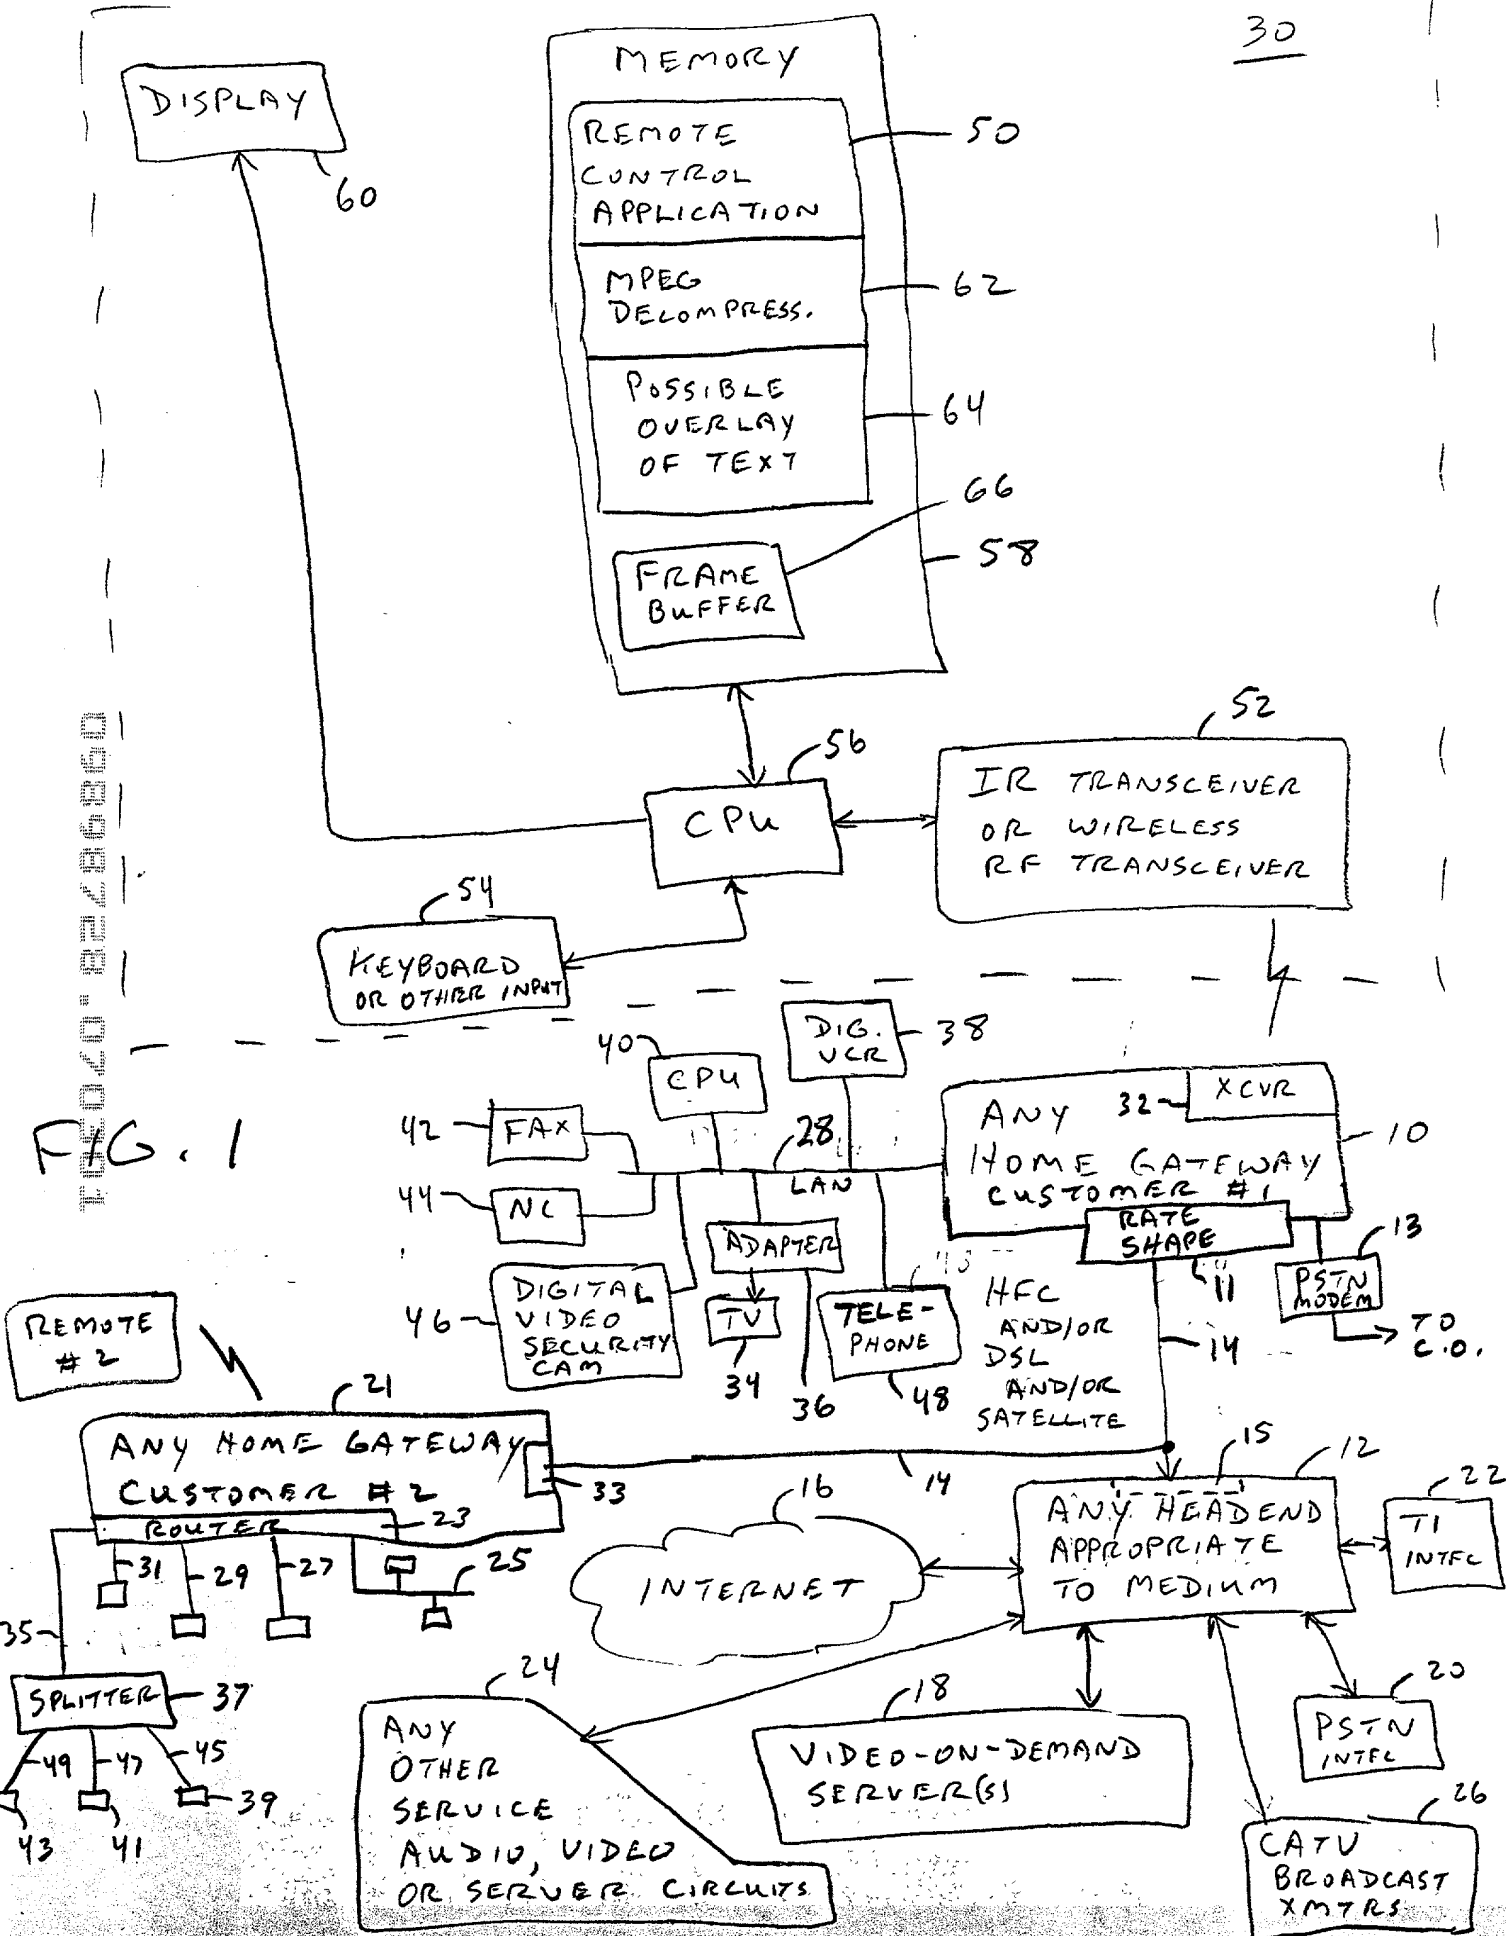 30
MEMORY
DISPLAY
60
REMOTE
CONTROL
APPLICATION
50
MPEG
DECOMPRESS.
62
POSSIBLE
OVERLAY
OF TEXT
64
66
FRAME
BUFFER
58
52
56
CPU
IR TRANSCEIVER
OR WIRELESS
RF TRANSCEIVER
54
KEYBOARD
OR OTHER INPUT
FIG. 1
40
CPU
DIG.
VCR
38
42
FAX
28
LAN
44
NC
XCVR
32
ANY
HOME GATEWAY
CUSTOMER #1
10
RATE
SHAPE
11
13
PSTN
MODEM
TO
C.O.
ADAPTER
36
TV
34
46
DIGITAL
VIDEO
SECURITY
CAM
TELE-
PHONE
48
HFC
AND/OR
DSL
AND/OR
SATELLITE
14
REMOTE
#2
21
ANY HOME GATEWAY
CUSTOMER #2
33
14
ROUTER
23
31
29
27
25
35
SPLITTER
37
49
47
45
43
41
39
16
INTERNET
15
12
ANY HEADEND
APPROPRIATE
TO MEDIUM
22
T1
INTFC
24
ANY
OTHER
SERVICE
AUDIO, VIDEO
OR SERVER CIRCUITS
18
VIDEO-ON-DEMAND
SERVER(S)
20
PSTN
INTFC
26
CATV
BROADCAST
XMTRS